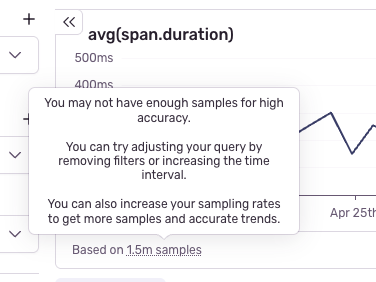 avg(span.duration)
500ms
400ms
You may not have enough samples for high
accuracy.
You can try adjusting your query by
removing filters or increasing the time
interval.
You can also increase your sampling rates
to get more samples and accurate trends.
Apr 25th
Based on 1.5m samples